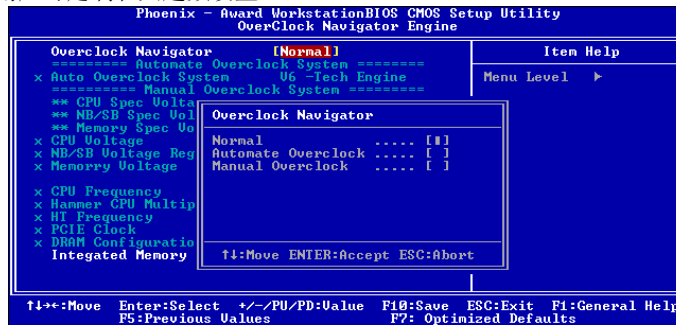 Phoenix - Award WorkstationBIOS CMOS Setup Utility
OverClock Navigator Engine
Overclock Navigator [Normal]
Item Help
========= Automate Overclock System ========
x Auto Overclock System V6 -Tech Engine
Menu Level ▶
========== Manual Overclock System =========
** CPU Spec Volta
** NB/SB Spec Vol
** Memory Spec Vo
x CPU Voltage
x NB/SB Voltage Reg
x Memorry Voltage
x CPU Frequency
x Hammer CPU Multip
x HT Frequency
x PCIE Clock
x DRAM Configuratio
Integated Memory
Overclock Navigator
Normal ..... [▮]
Automate Overclock ..... [ ]
Manual Overclock ..... [ ]
↑↓:Move ENTER:Accept ESC:Abort
↑↓→←:Move Enter:Select +/-/PU/PD:Value F10:Save ESC:Exit F1:General Help
F5:Previous Values F7: Optimized Defaults